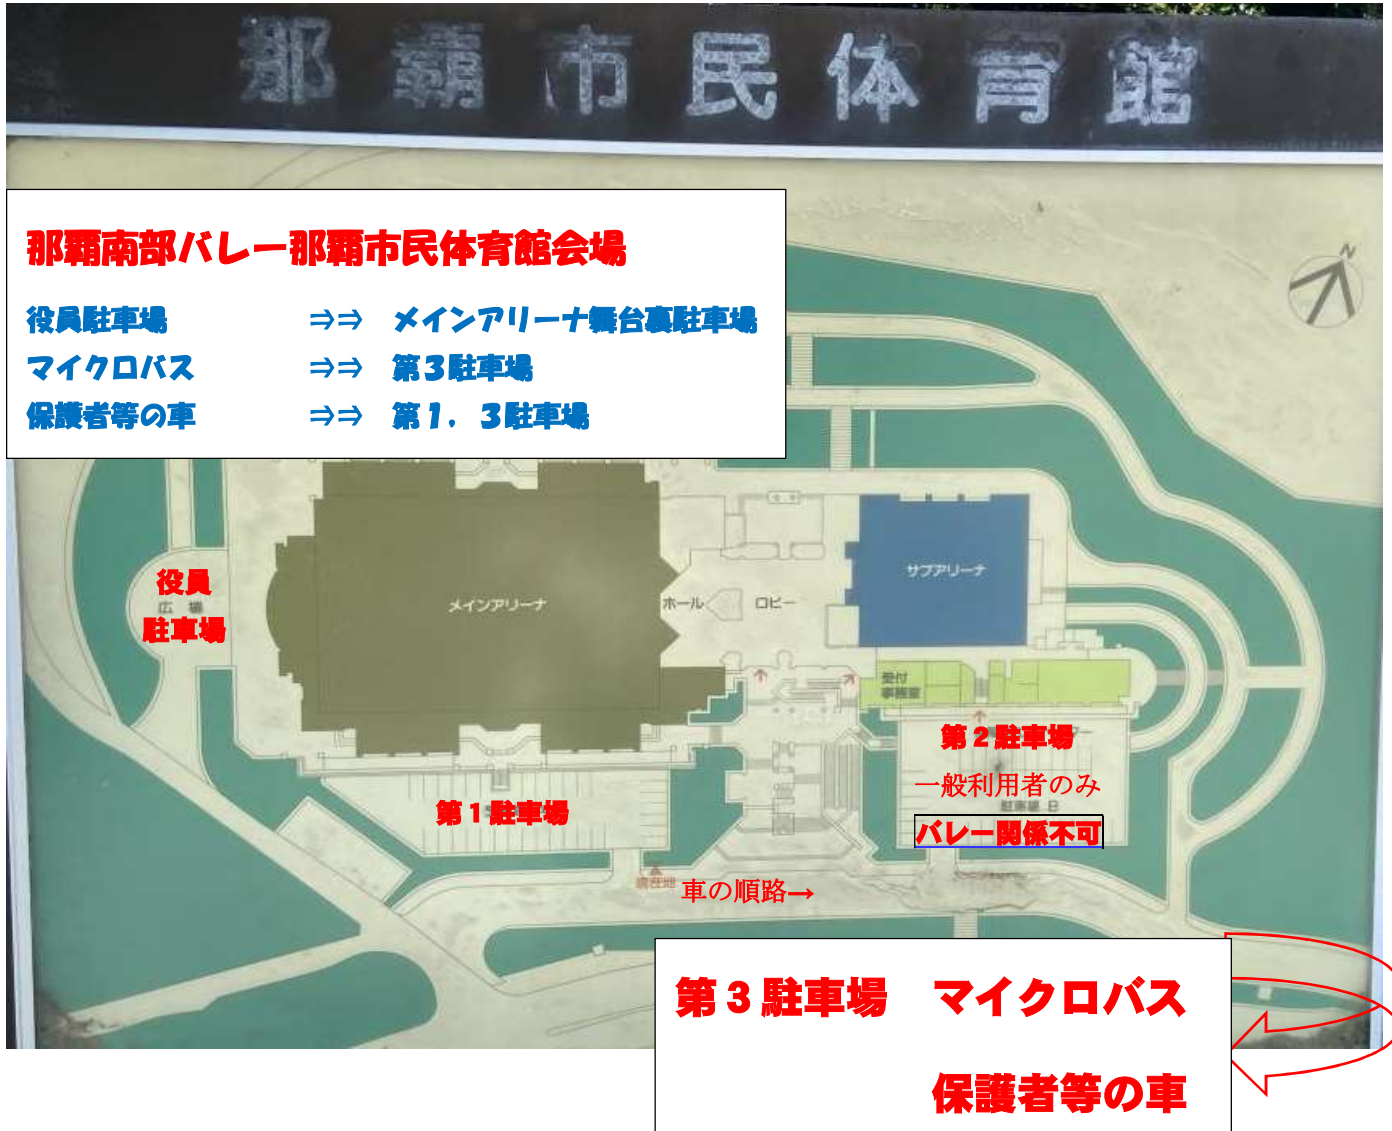 那覇市民体育館
那覇南部バレー那覇市民体育館会場
役員駐車場 ⇒⇒ メインアリーナ舞台裏駐車場
マイクロバス ⇒⇒ 第3駐車場
保護者等の車 ⇒⇒ 第1，3駐車場
N
役員
広場
駐車場
メインアリーナ
ホール
ロビー
サブアリーナ
受付
事務室
第2駐車場
一般利用者のみ
駐車場 B
バレー関係不可
第1駐車場
現在地
車の順路→
第3駐車場 マイクロバス
保護者等の車